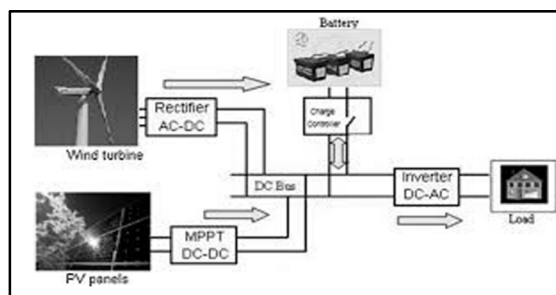 Battery
Rectifier
AC-DC
Charge
Controller
Wind turbine
DC Bus
Inverter
DC-AC
MPPT
DC-DC
Load
PV panels